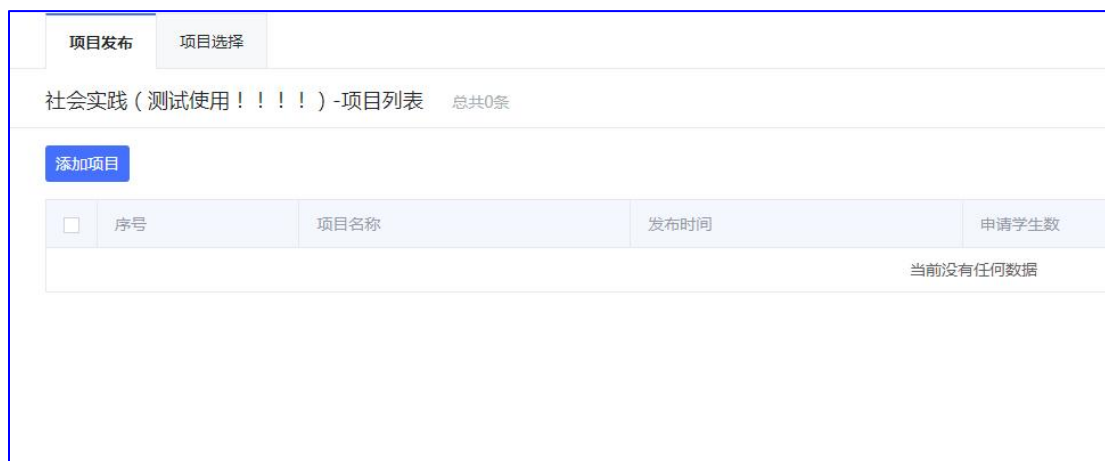 项目发布 项目选择
社会实践（测试使用！！！！）-项目列表 总共0条
添加项目
序号 项目名称 发布时间 申请学生数
当前没有任何数据